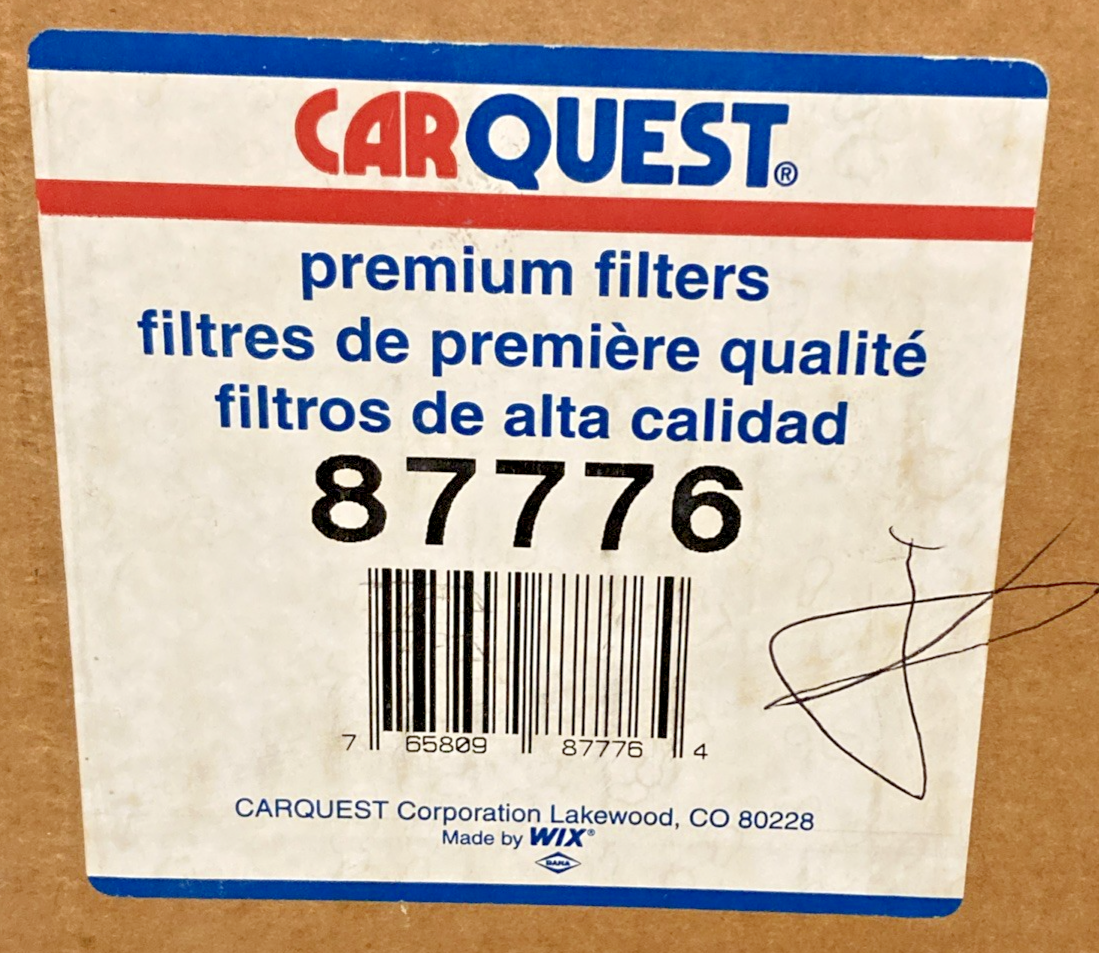 CARQUEST®
premium filters
filtres de première qualité
filtros de alta calidad
87776
7 65809 87776 4
CARQUEST Corporation Lakewood, CO 80228
Made by WIX®
DANA